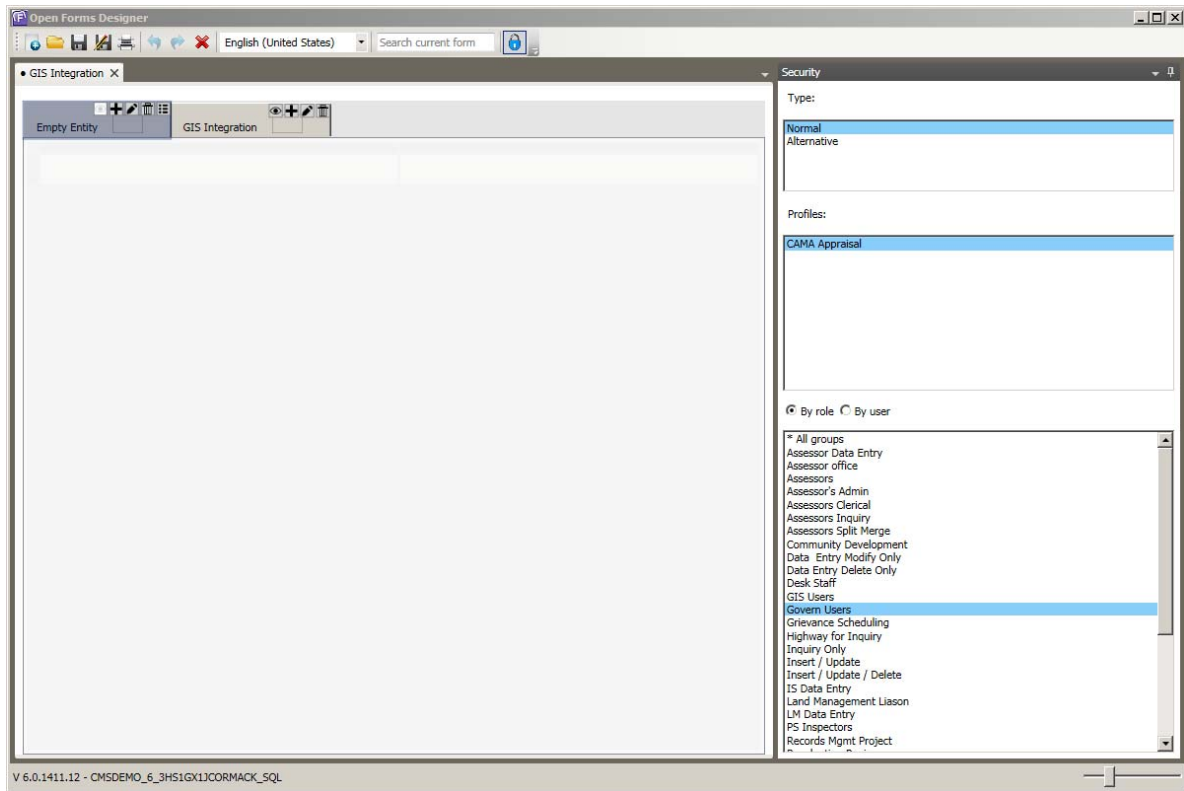 Open Forms Designer
English (United States)
Search current form
GIS Integration
Security
Type:
Empty Entity
GIS Integration
Normal
Alternative
Profiles:
CAMA Appraisal
By role
By user
* All groups
Assessor Data Entry
Assessor office
Assessors
Assessor's Admin
Assessors Clerical
Assessors Inquiry
Assessors Split Merge
Community Development
Data  Entry Modify Only
Data Entry Delete Only
Desk Staff
GIS Users
Govern Users
Grievance Scheduling
Highway for Inquiry
Inquiry Only
Insert / Update
Insert / Update / Delete
IS Data Entry
Land Management Liason
LM Data Entry
PS Inspectors
Records Mgmt Project
V 6.0.1411.12 - CMSDEMO_6_3HS1GX1JCORMACK_SQL